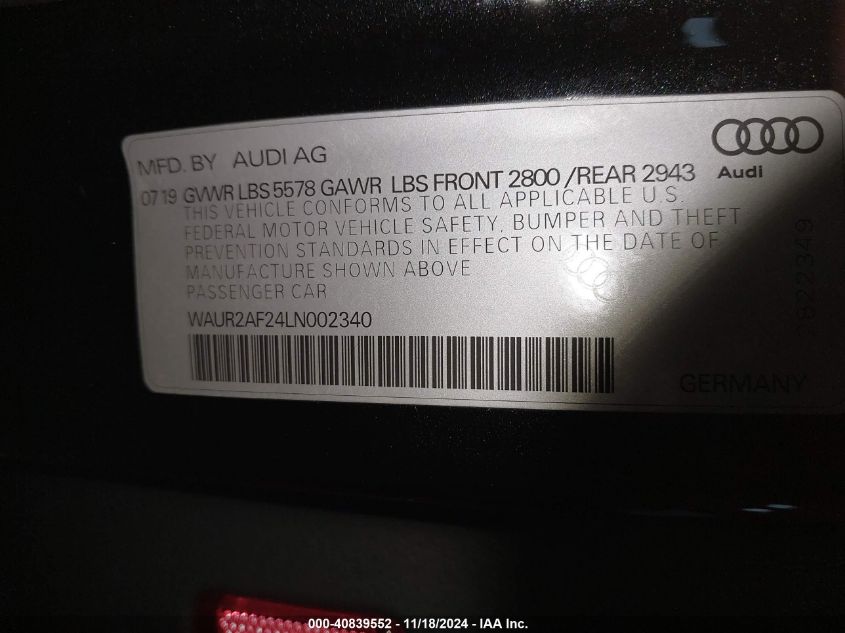 MFD. BY AUDI AG
Audi
07 19 GVWR LBS 5578 GAWR LBS FRONT 2800 /REAR 2943
THIS VEHICLE CONFORMS TO ALL APPLICABLE U.S.
FEDERAL MOTOR VEHICLE SAFETY, BUMPER AND THEFT
PREVENTION STANDARDS IN EFFECT ON THE DATE OF
MANUFACTURE SHOWN ABOVE
PASSENGER CAR
WAUR2AF24LN002340
GERMANY
822349
000-40839552 — 11/18/2024 — IAA Inc.